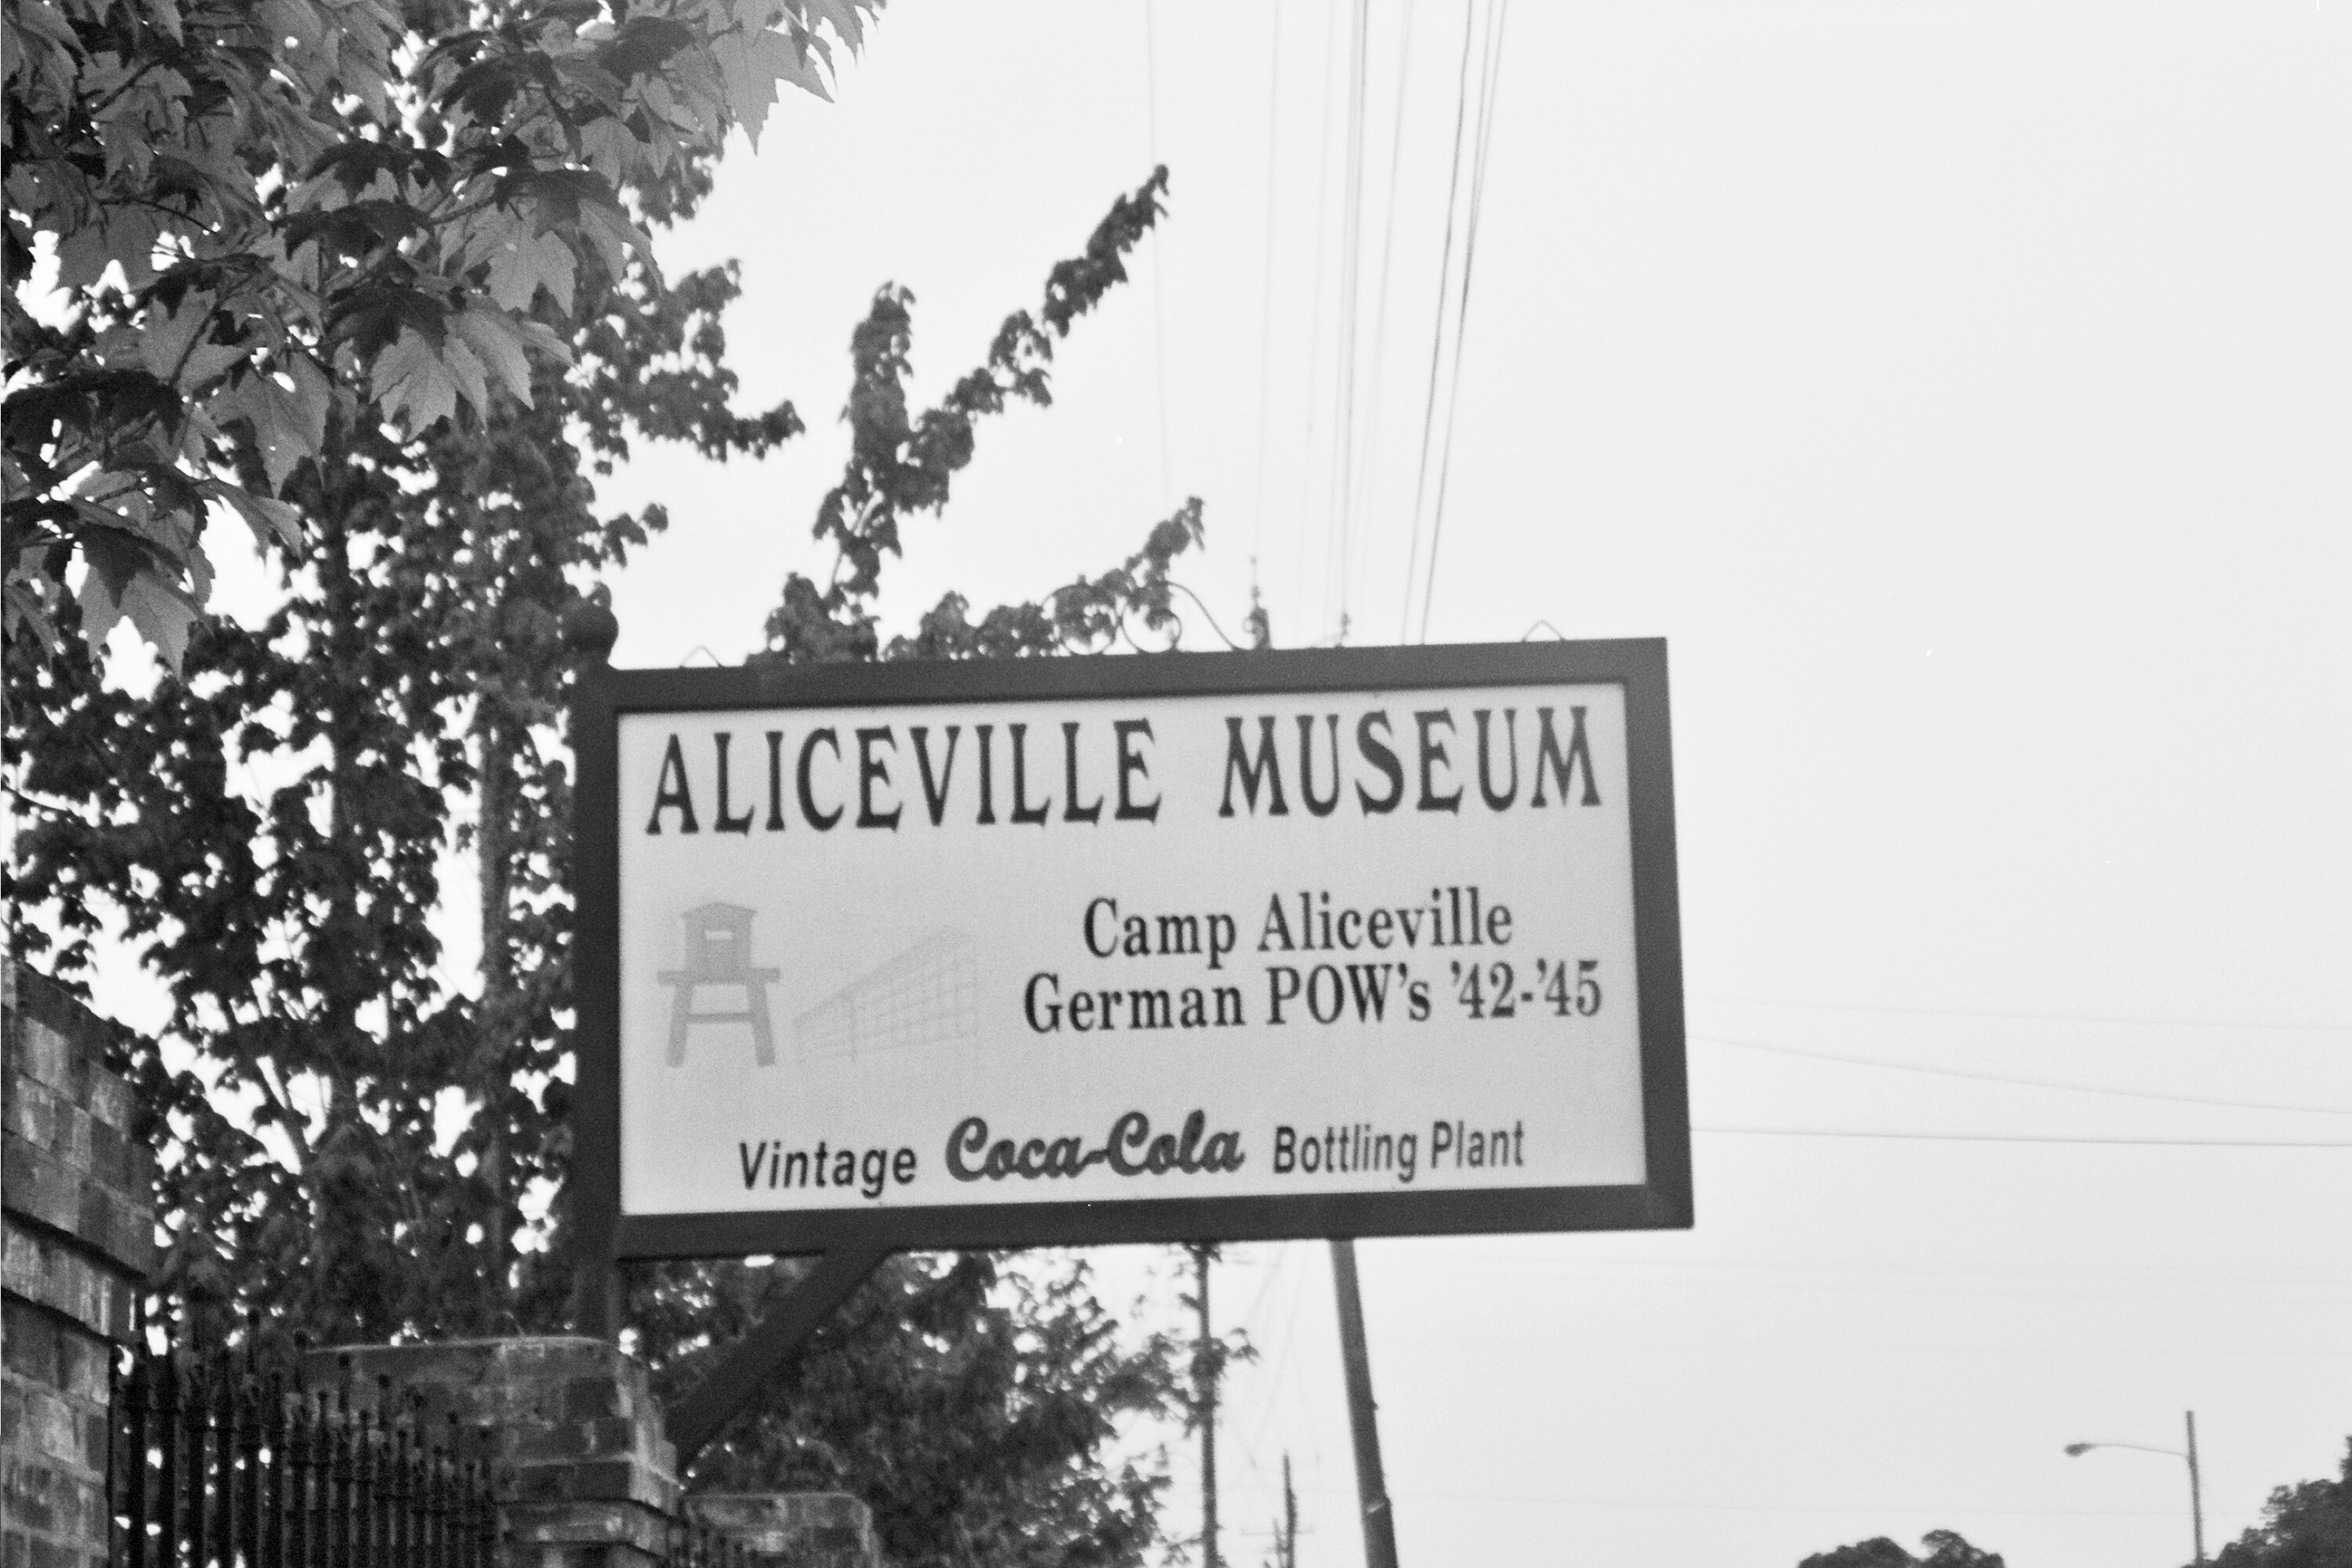 ALICEVILLE MUSEUM
Camp Aliceville
German POW's '42-'45
Vintage Coca-Cola Bottling Plant